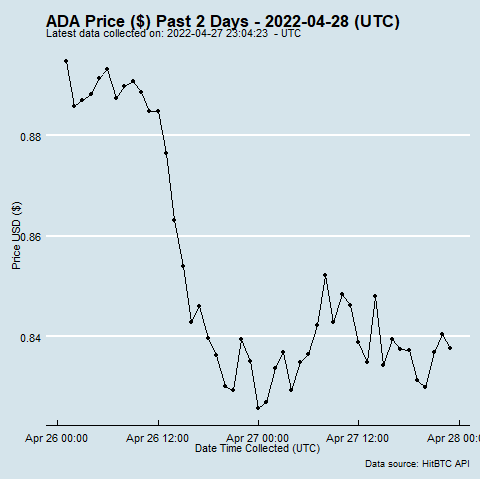 ADA Price ($) Past 2 Days - 2022-04-28 (UTC)
Latest data collected on: 2022-04-27 23:04:23 - UTC
Price USD ($)
0.88
0.86
0.84
Apr 26 00:00 Apr 26 12:00 Apr 27 00:00 Apr 27 12:00 Apr 28 0
Date Time Collected (UTC)
Data source: HitBTC API